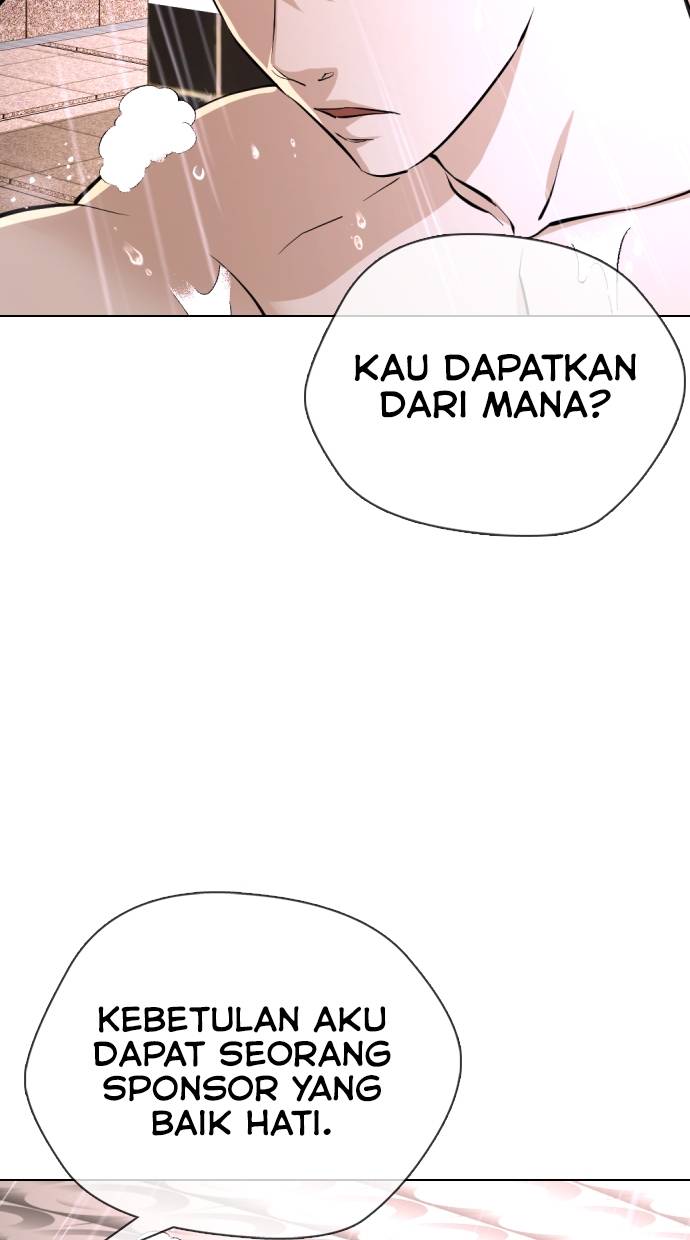 KAU DAPATKAN
DARI MANA?
KEBETULAN AKU
DAPAT SEORANG
SPONSOR YANG
BAIK HATI.